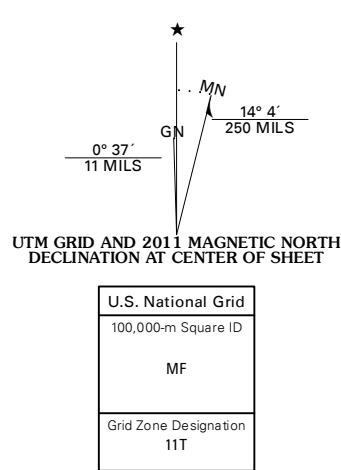 ★
MN
GN
14° 4´
250 MILS
0° 37´
11 MILS
UTM GRID AND 2011 MAGNETIC NORTH
DECLINATION AT CENTER OF SHEET
U.S. National Grid
100,000-m Square ID
MF
Grid Zone Designation
11T